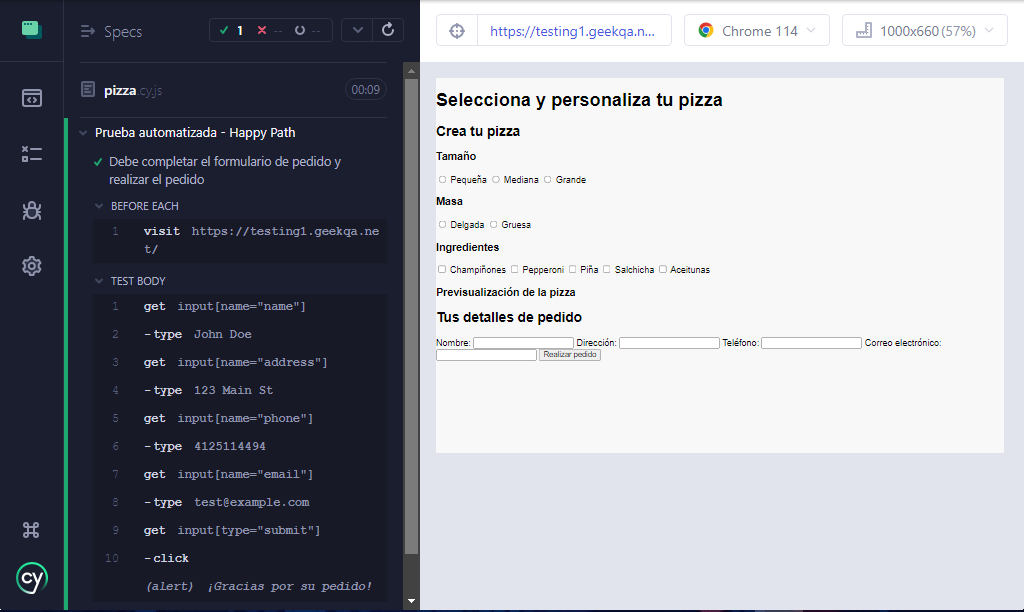 Specs
1 -- --
pizza.cy.js
00:09
Prueba automatizada - Happy Path
Debe completar el formulario de pedido y
realizar el pedido
BEFORE EACH
1 visit https://testing1.geekqa.ne
t/
TEST BODY
1 get input[name="name"]
2 -type John Doe
3 get input[name="address"]
4 -type 123 Main St
5 get input[name="phone"]
6 -type 4125114494
7 get input[name="email"]
8 -type test@example.com
9 get input[type="submit"]
10 -click
(alert) ¡Gracias por su pedido!
cy
https://testing1.geekqa.n...
Chrome 114
1000x660 (57%)
Selecciona y personaliza tu pizza
Crea tu pizza
Tamaño
Pequeña Mediana Grande
Masa
Delgada Gruesa
Ingredientes
Champiñones Pepperoni Piña Salchicha Aceitunas
Previsualización de la pizza
Tus detalles de pedido
Nombre: Dirección: Teléfono: Correo electrónico:
Realizar pedido